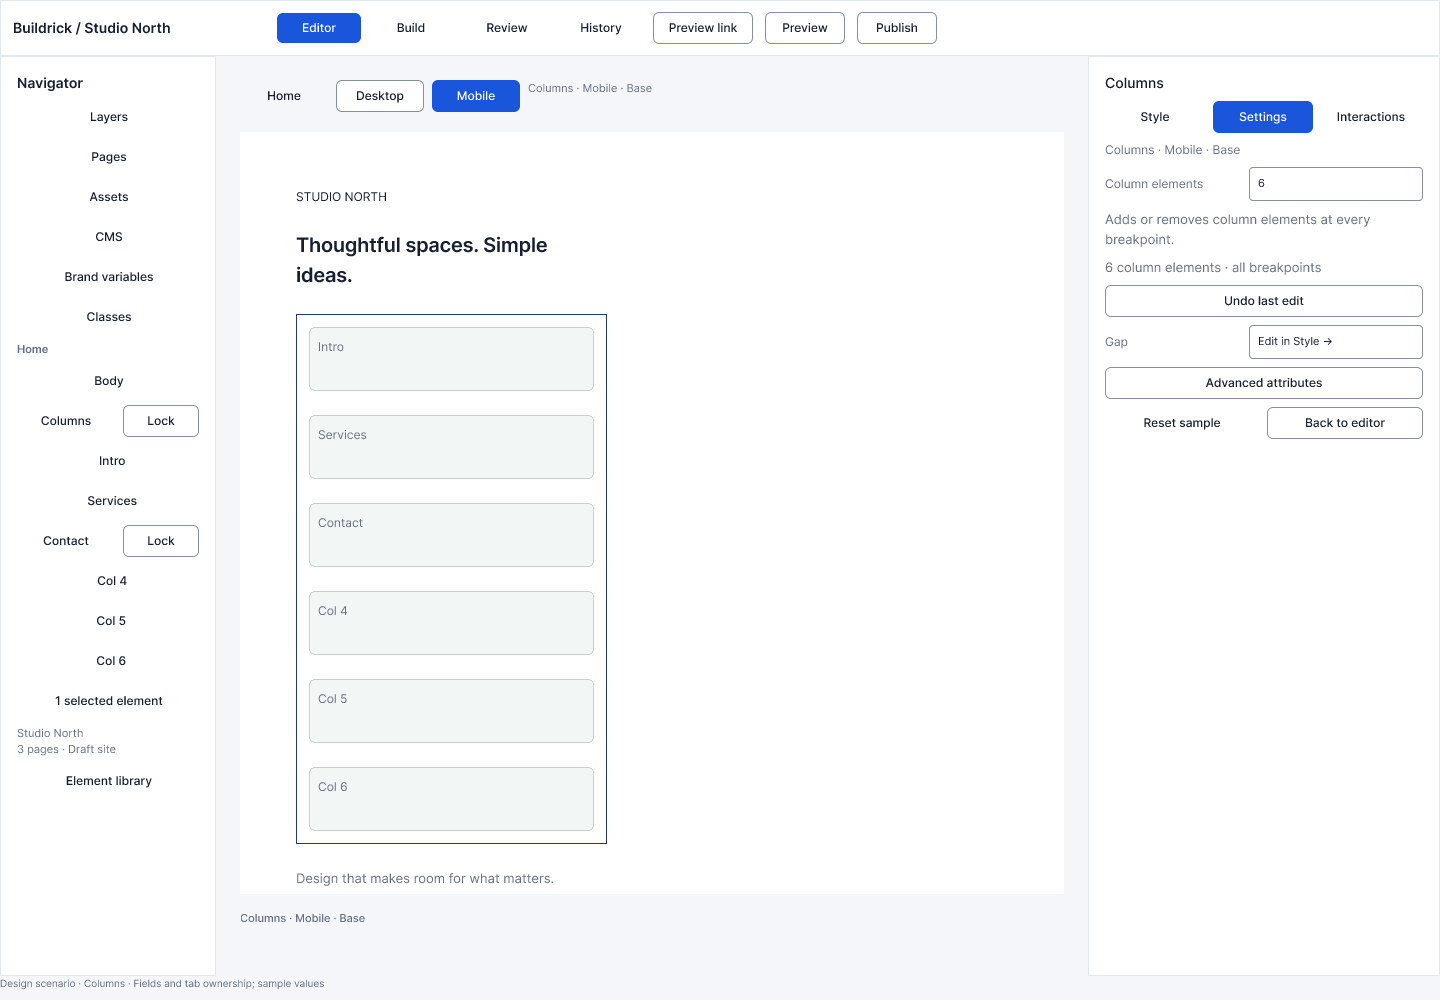 Buildrick / Studio North
Editor
Build
Review
History
Preview link
Preview
Publish
Navigator
Layers
Pages
Assets
CMS
Brand variables
Classes
Home
Body
Columns
Lock
Intro
Services
Contact
Lock
Col 4
Col 5
Col 6
1 selected element
Studio North
3 pages · Draft site
Element library
Home
Desktop
Mobile
Columns · Mobile · Base
STUDIO NORTH
Thoughtful spaces. Simple
ideas.
Intro
Services
Contact
Col 4
Col 5
Col 6
Design that makes room for what matters.
Columns · Mobile · Base
Columns
Style
Settings
Interactions
Columns · Mobile · Base
Column elements
6
Adds or removes column elements at every
breakpoint.
6 column elements · all breakpoints
Undo last edit
Gap
Edit in Style →
Advanced attributes
Reset sample
Back to editor
Design scenario · Columns · Fields and tab ownership; sample values